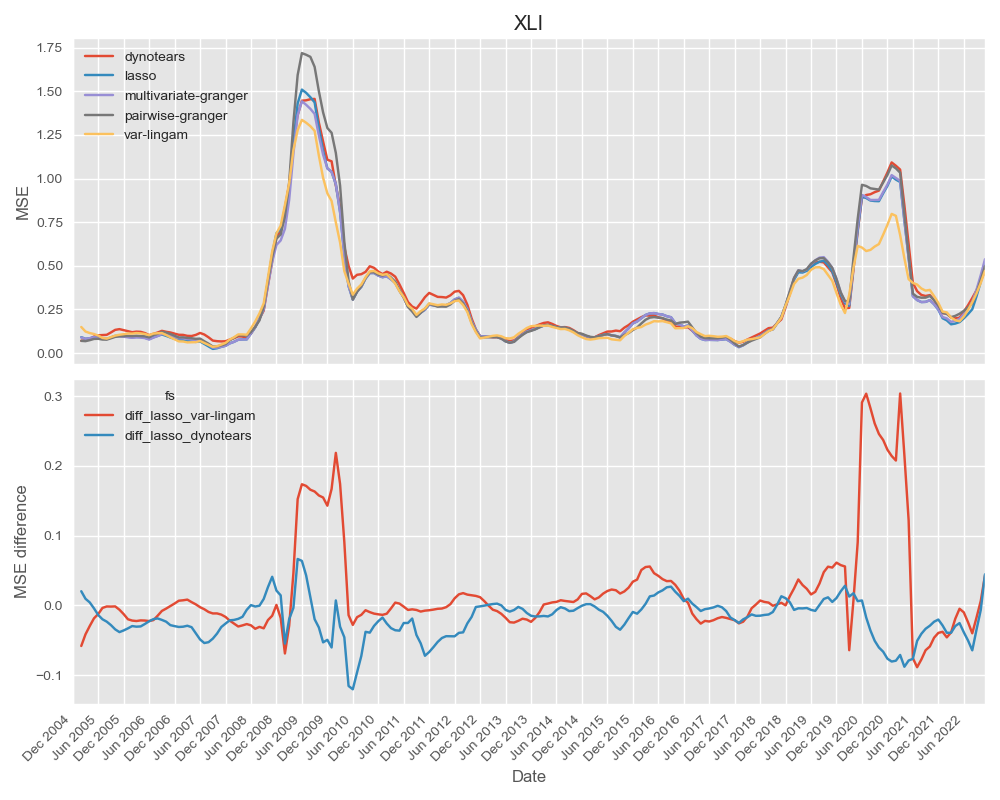 XLI
1.75
1.50
1.25
1.00
0.75
0.50
0.25
0.00
MSE
dynotears
lasso
multivariate-granger
pairwise-granger
var-lingam
0.3
0.2
0.1
0.0
−0.1
MSE difference
fs
diff_lasso_var-lingam
diff_lasso_dynotears
Dec 2004
Jun 2005
Dec 2005
Jun 2006
Dec 2006
Jun 2007
Dec 2007
Jun 2008
Dec 2008
Jun 2009
Dec 2009
Jun 2010
Dec 2010
Jun 2011
Dec 2011
Jun 2012
Dec 2012
Jun 2013
Dec 2013
Jun 2014
Dec 2014
Jun 2015
Dec 2015
Jun 2016
Dec 2016
Jun 2017
Dec 2017
Jun 2018
Dec 2018
Jun 2019
Dec 2019
Jun 2020
Dec 2020
Jun 2021
Dec 2021
Jun 2022
Date